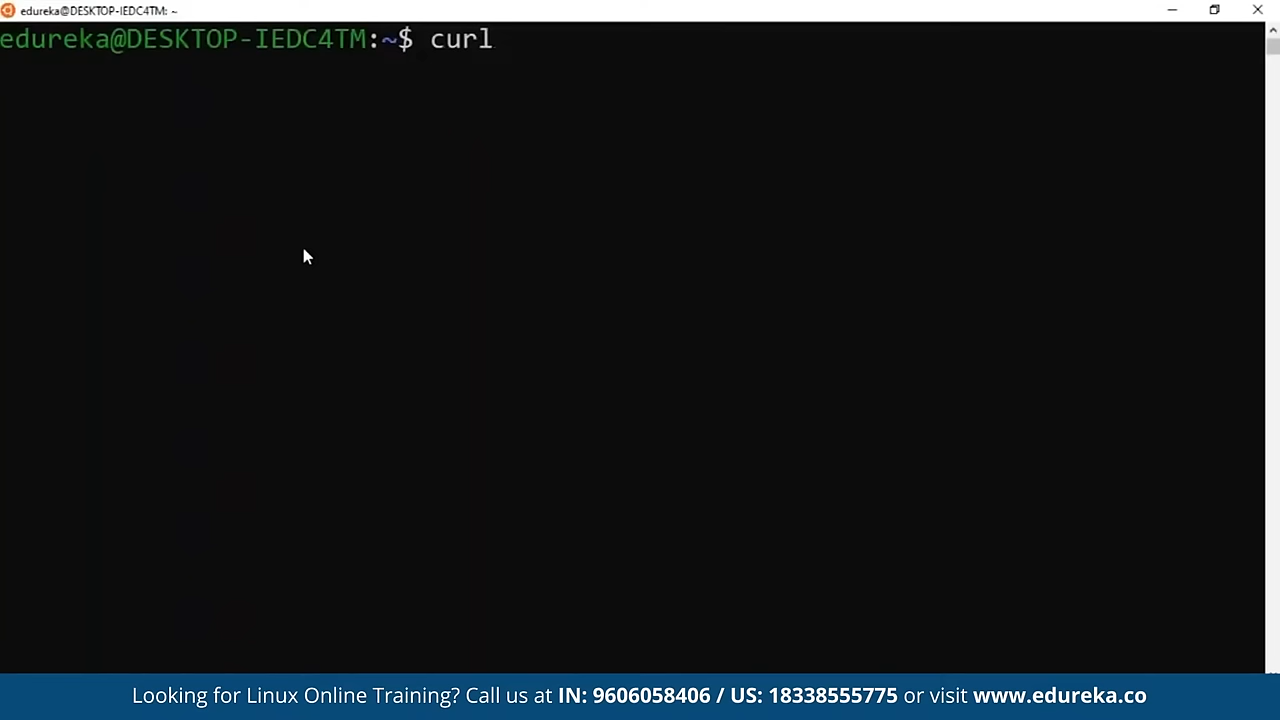 edureka@DESKTOP-IEDC4TM: ~
edureka@DESKTOP-IEDC4TM:~$ curl
Looking for Linux Online Training? Call us at IN: 9606058406 / US: 18338555775 or visit www.edureka.co